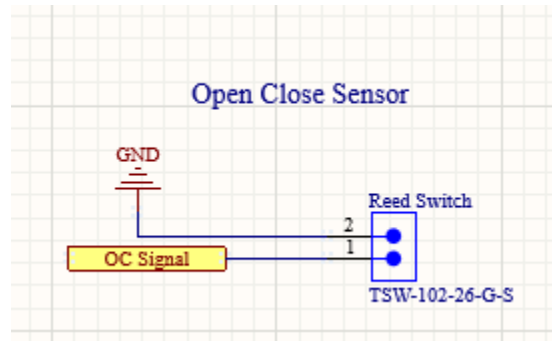 Open Close Sensor
GND
Reed Switch
2
1
OC Signal
TSW-102-26-G-S